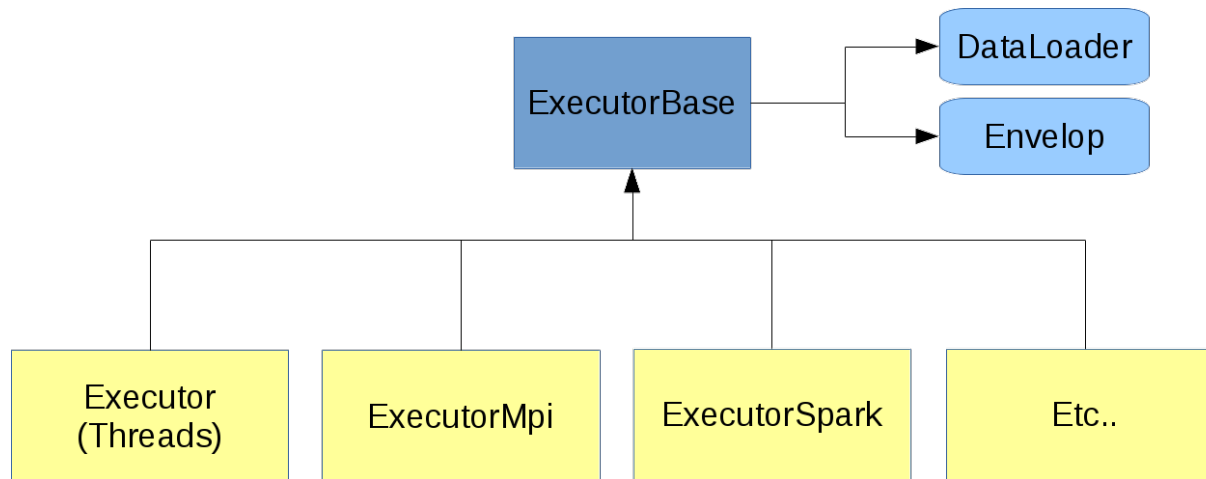 DataLoader
ExecutorBase
Envelop
Executor
(Threads)
ExecutorMpi
ExecutorSpark
Etc..